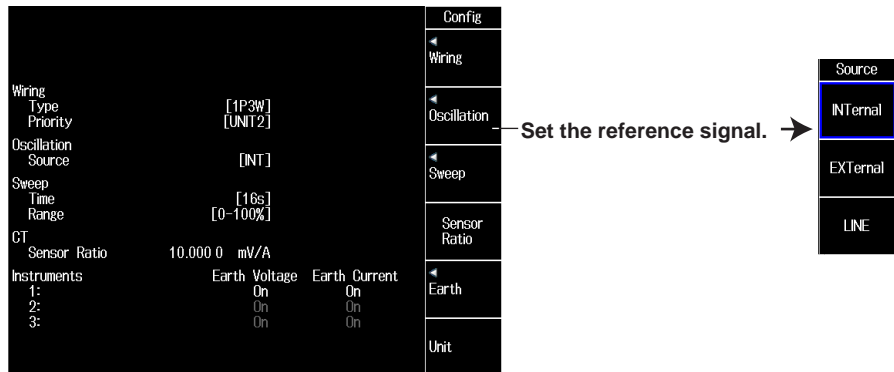 Config
Wiring
Wiring
Type [1P3W]
Priority [UNIT2]
Oscillation
Oscillation
Source [INT]
Sweep
Sweep
Time [16s]
Range [0-100%]
Sensor Ratio
CT
Sensor Ratio 10.000 0 mV/A
Instruments Earth Voltage Earth Current
1: On On
2: On On
3: On On
Earth
Unit
Set the reference signal.
Source
INTernal
EXTernal
LINE